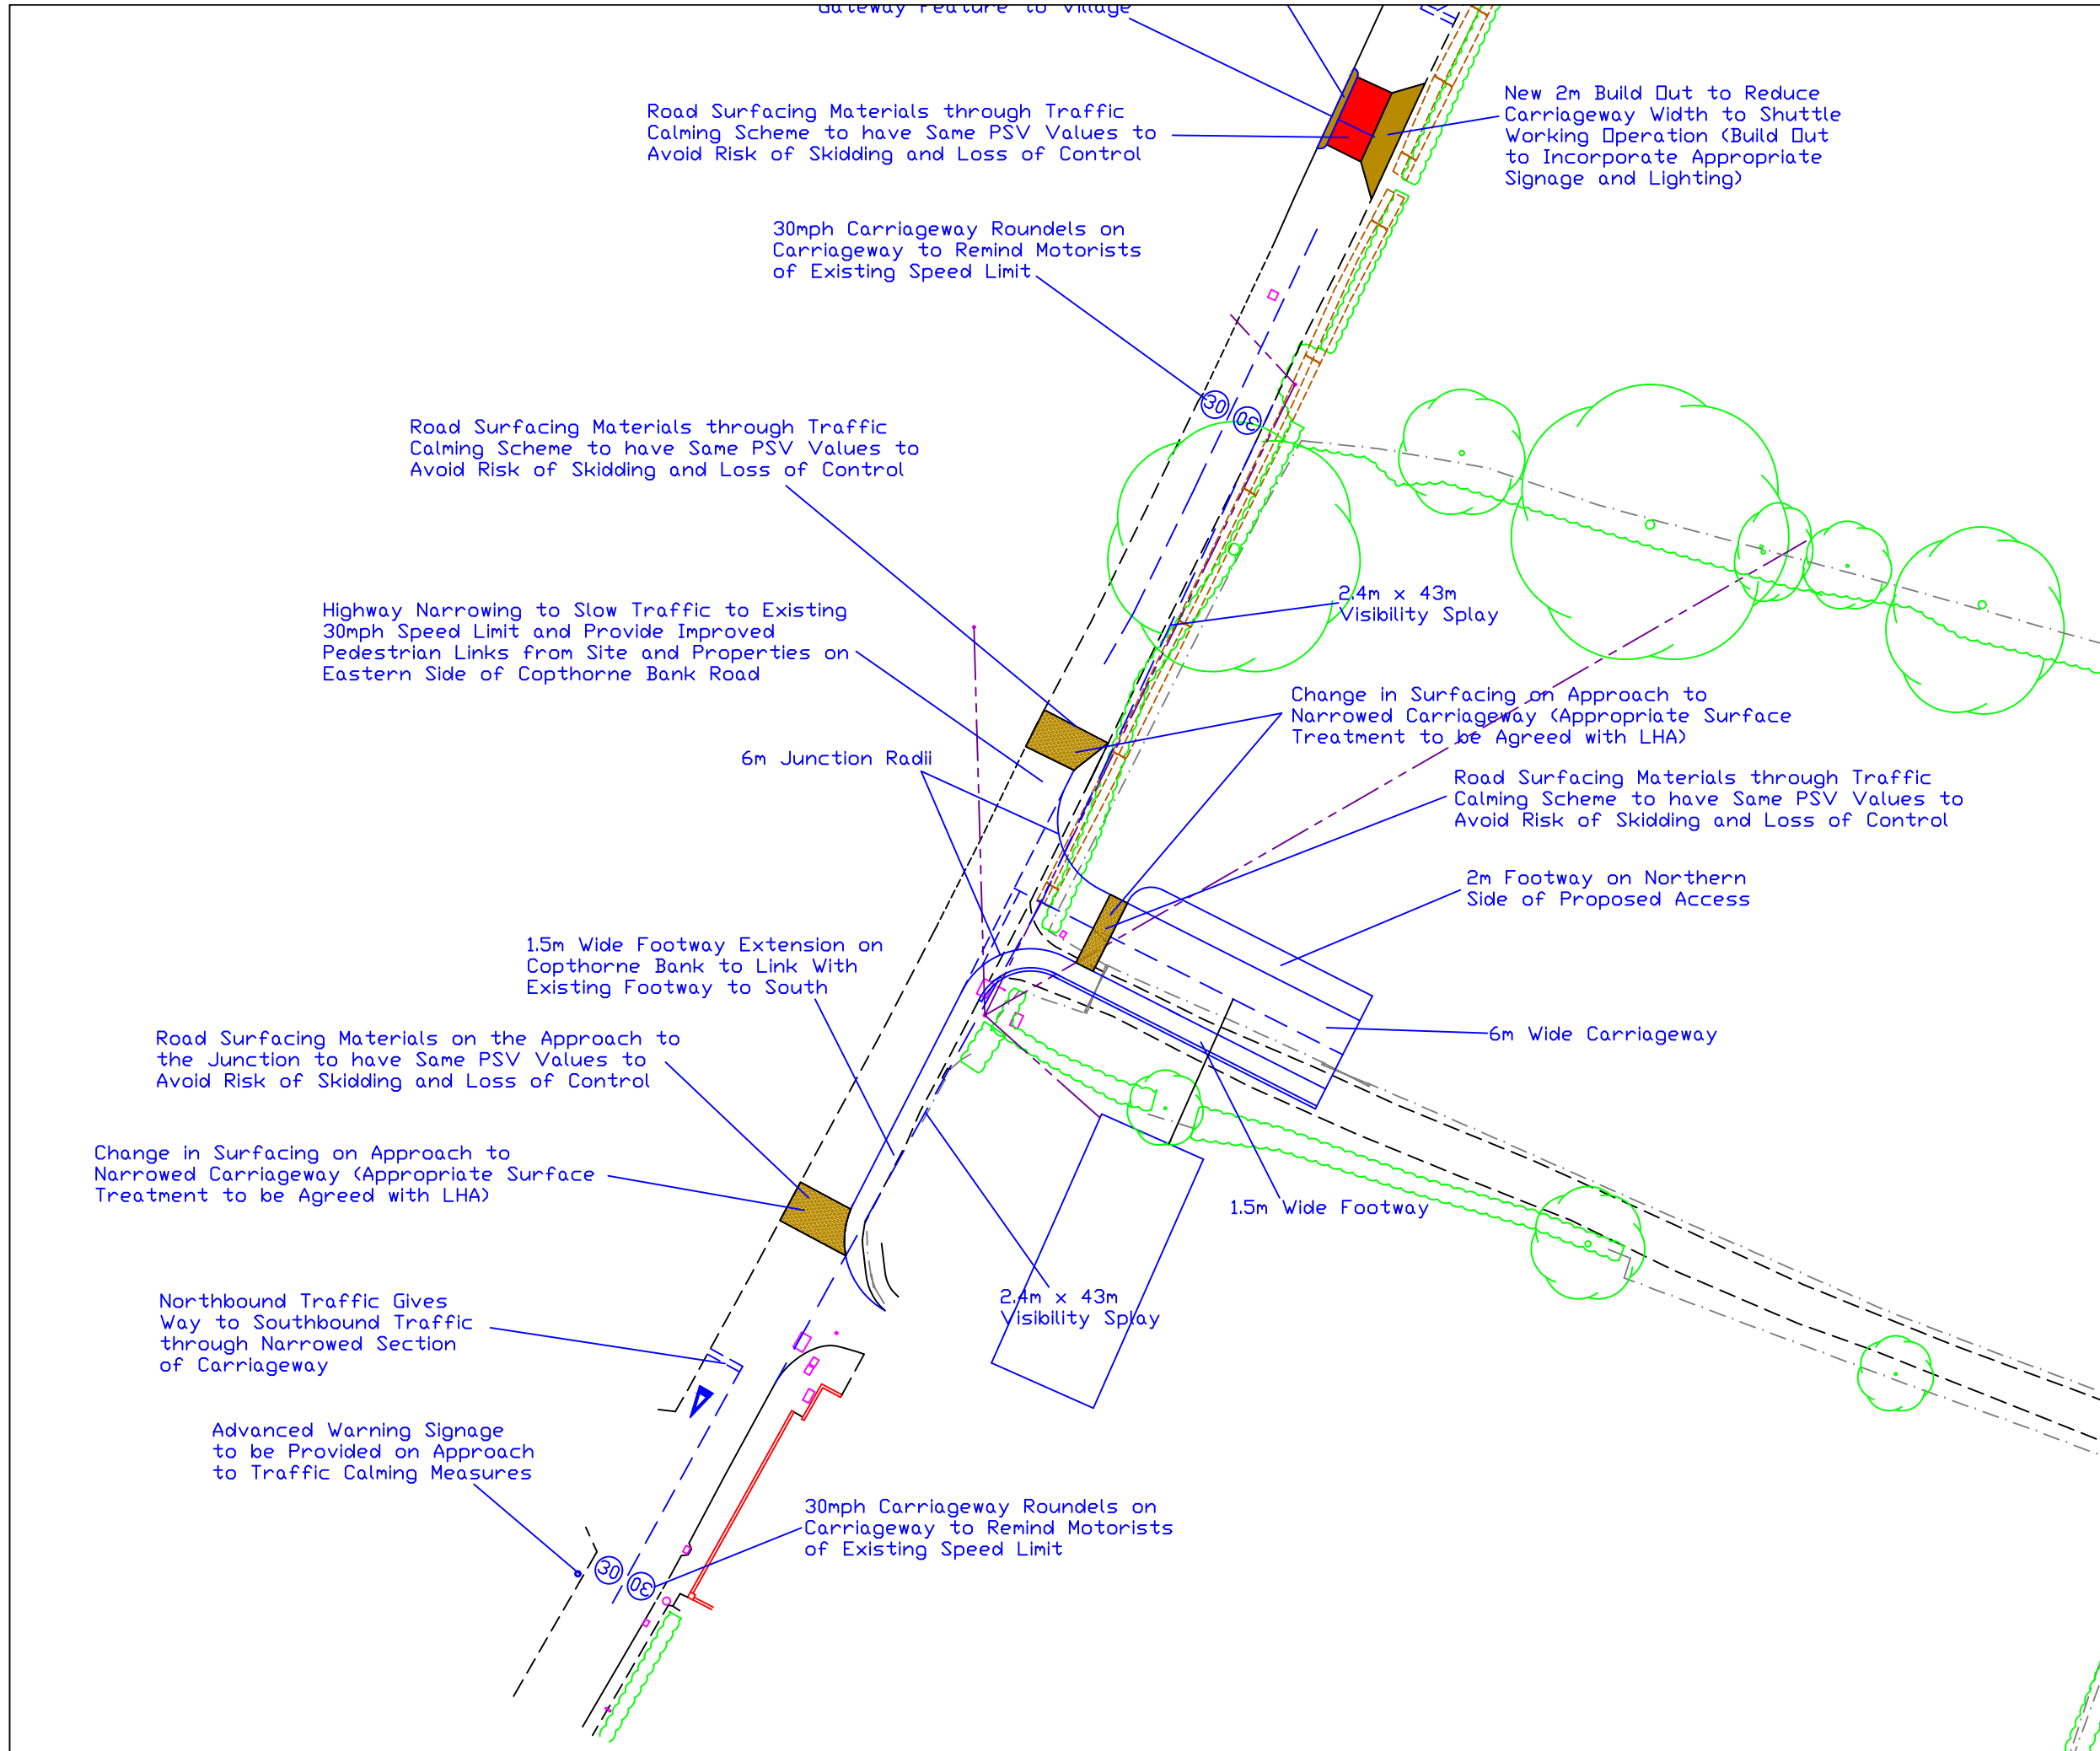 Gateway Feature to Village
Road Surfacing Materials through Traffic
Calming Scheme to have Same PSV Values to
Avoid Risk of Skidding and Loss of Control
New 2m Build Out to Reduce
Carriageway Width to Shuttle
Working Operation (Build Out
to Incorporate Appropriate
Signage and Lighting)
30mph Carriageway Roundels on
Carriageway to Remind Motorists
of Existing Speed Limit
30
30
Road Surfacing Materials through Traffic
Calming Scheme to have Same PSV Values to
Avoid Risk of Skidding and Loss of Control
2.4m x 43m
Visibility Splay
Highway Narrowing to Slow Traffic to Existing
30mph Speed Limit and Provide Improved
Pedestrian Links from Site and Properties on
Eastern Side of Copthorne Bank Road
Change in Surfacing on Approach to
Narrowed Carriageway (Appropriate Surface
Treatment to be Agreed with LHA)
6m Junction Radii
Road Surfacing Materials through Traffic
Calming Scheme to have Same PSV Values to
Avoid Risk of Skidding and Loss of Control
2m Footway on Northern
Side of Proposed Access
1.5m Wide Footway Extension on
Copthorne Bank to Link With
Existing Footway to South
6m Wide Carriageway
Road Surfacing Materials on the Approach to
the Junction to have Same PSV Values to
Avoid Risk of Skidding and Loss of Control
Change in Surfacing on Approach to
Narrowed Carriageway (Appropriate Surface
Treatment to be Agreed with LHA)
1.5m Wide Footway
2.4m x 43m
Visibility Splay
Northbound Traffic Gives
Way to Southbound Traffic
through Narrowed Section
of Carriageway
Advanced Warning Signage
to be Provided on Approach
to Traffic Calming Measures
30mph Carriageway Roundels on
Carriageway to Remind Motorists
of Existing Speed Limit
30
30